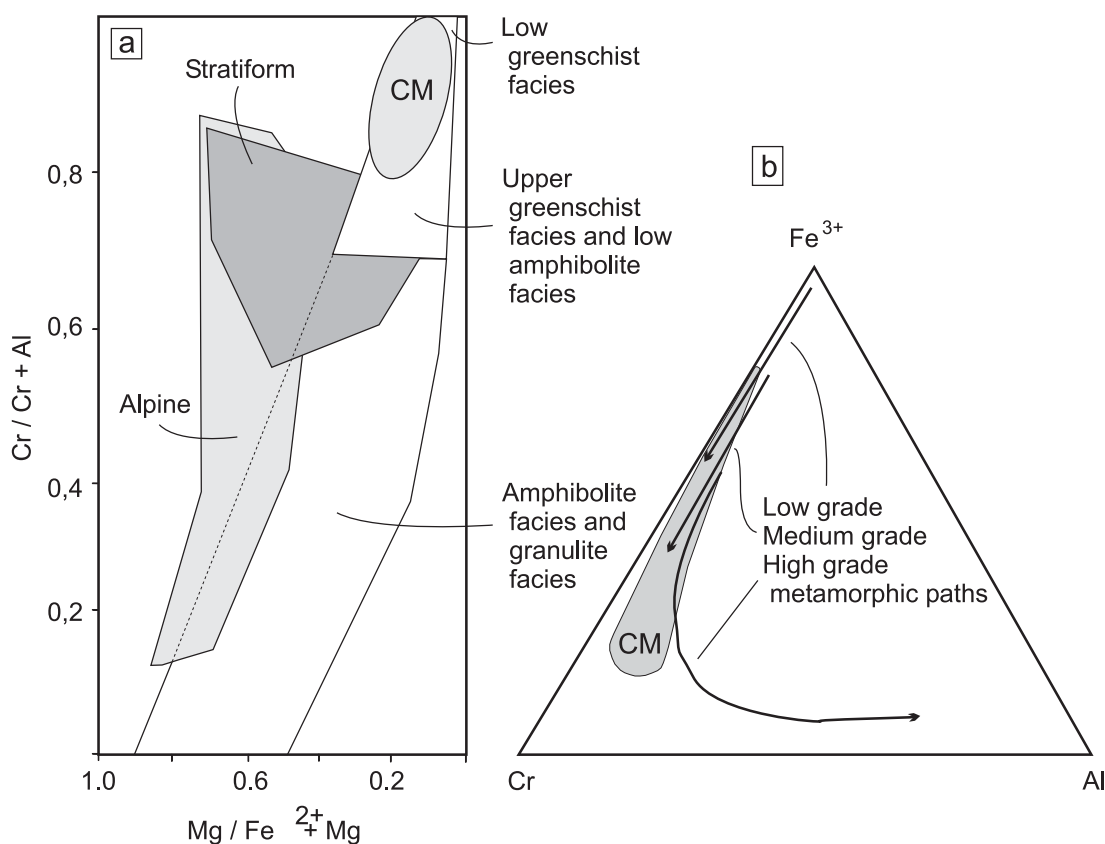 a
Stratiform
CM
Low
greenschist
facies
Upper
greenschist
facies and low
amphibolite
facies
Alpine
Amphibolite
facies and
granulite
facies
Cr / Cr + Al
0,8
0,6
0,4
0,2
1.0 0.6 0.2
Mg / Fe 2+ + Mg
b
Fe 3+
Low grade
Medium grade
High grade
metamorphic paths
CM
Cr Al